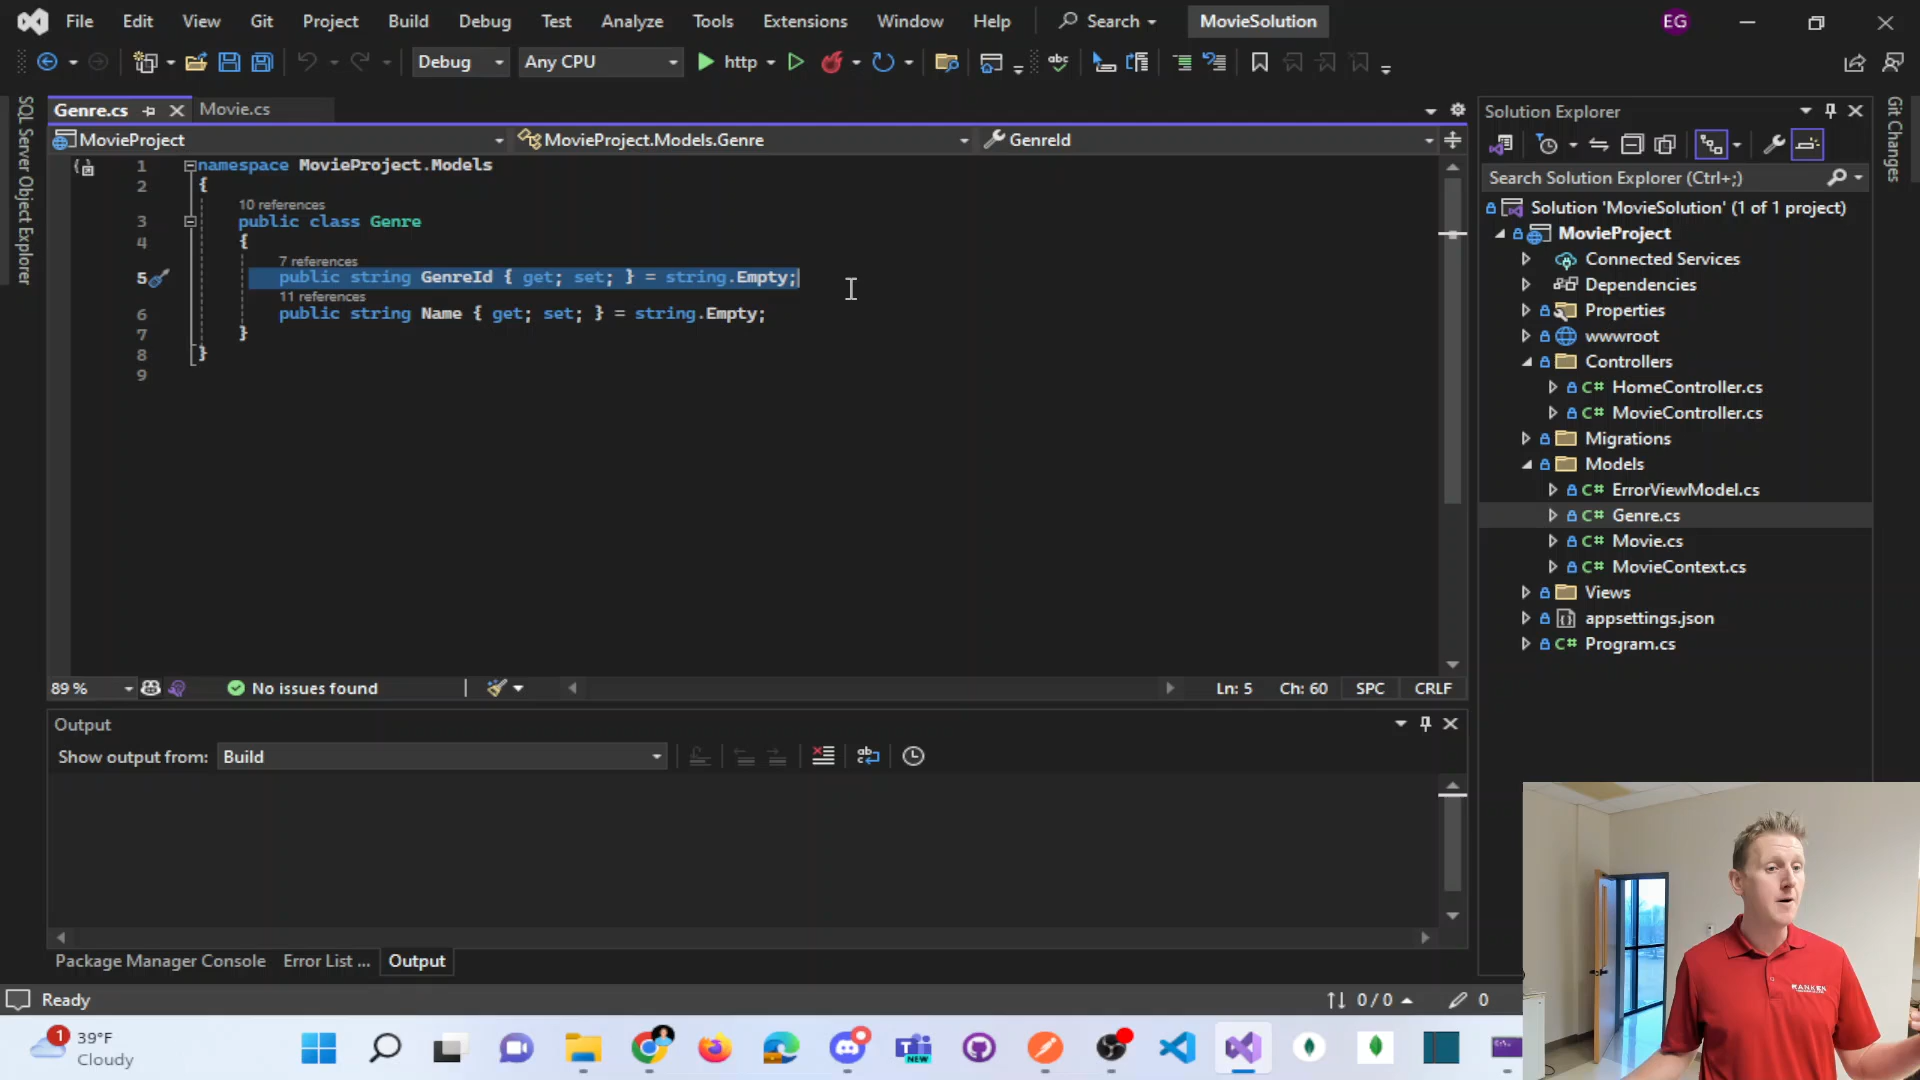 File Edit View Git Project Build Debug Test Analyze Tools Extensions Window Help Search MovieSolution EG
Debug Any CPU http
SQL Server Object Explorer
Genre.cs Movie.cs
MovieProject MovieProject.Models.Genre GenreId
1 namespace MovieProject.Models
2 {
10 references
3 public class Genre
4 {
7 references
5 public string GenreId { get; set; } = string.Empty;
11 references
6 public string Name { get; set; } = string.Empty;
7 }
8 }
9
89 % No issues found Ln: 5 Ch: 60 SPC CRLF
Output
Show output from: Build
Package Manager Console Error List ... Output
Solution Explorer
Search Solution Explorer (Ctrl+;)
Solution 'MovieSolution' (1 of 1 project)
MovieProject
Connected Services
Dependencies
Properties
wwwroot
Controllers
C# HomeController.cs
C# MovieController.cs
Migrations
Models
C# ErrorViewModel.cs
C# Genre.cs
C# Movie.cs
C# MovieContext.cs
Views
appsettings.json
C# Program.cs
Git Changes
RANKEN
Ready 0 / 0 0
1 39°F
Cloudy
NEW